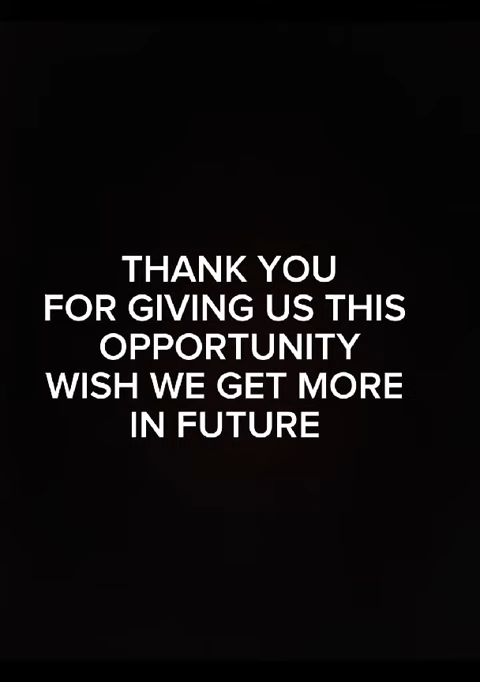 THANK YOU
FOR GIVING US THIS
OPPORTUNITY
WISH WE GET MORE
IN FUTURE